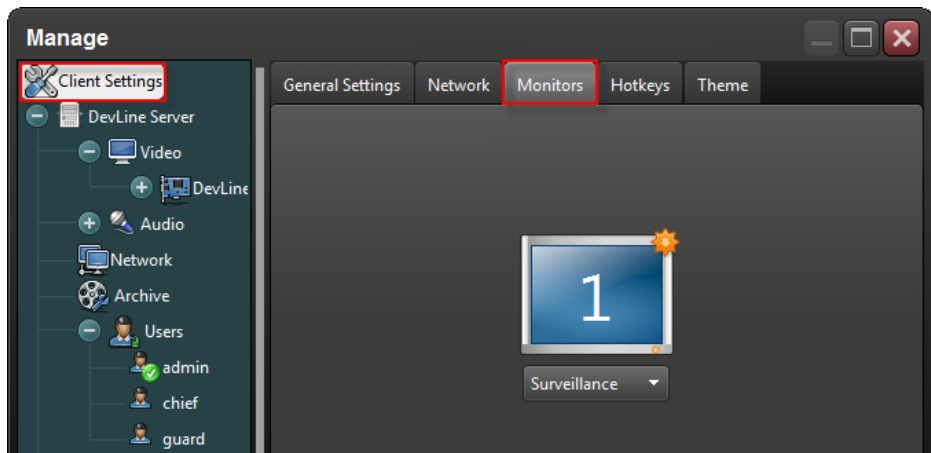 Manage
Client Settings
General Settings Network Monitors Hotkeys Theme
DevLine Server
Video
DevLine
Audio
Network
Archive
Users
admin
chief
guard
1
Surveillance